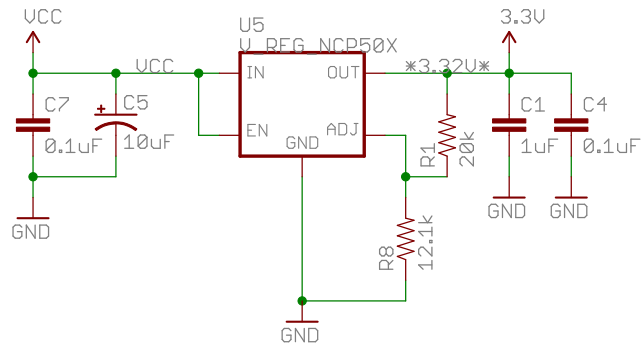 VCC
3.3V
U5
V_REG_NCP50X
VCC
IN
OUT
*3.32V*
C7
C5
C1
C4
0.1uF
10uF
EN
ADJ
GND
R1
20k
1uF
0.1uF
GND
GND
GND
R8
12.1k
GND